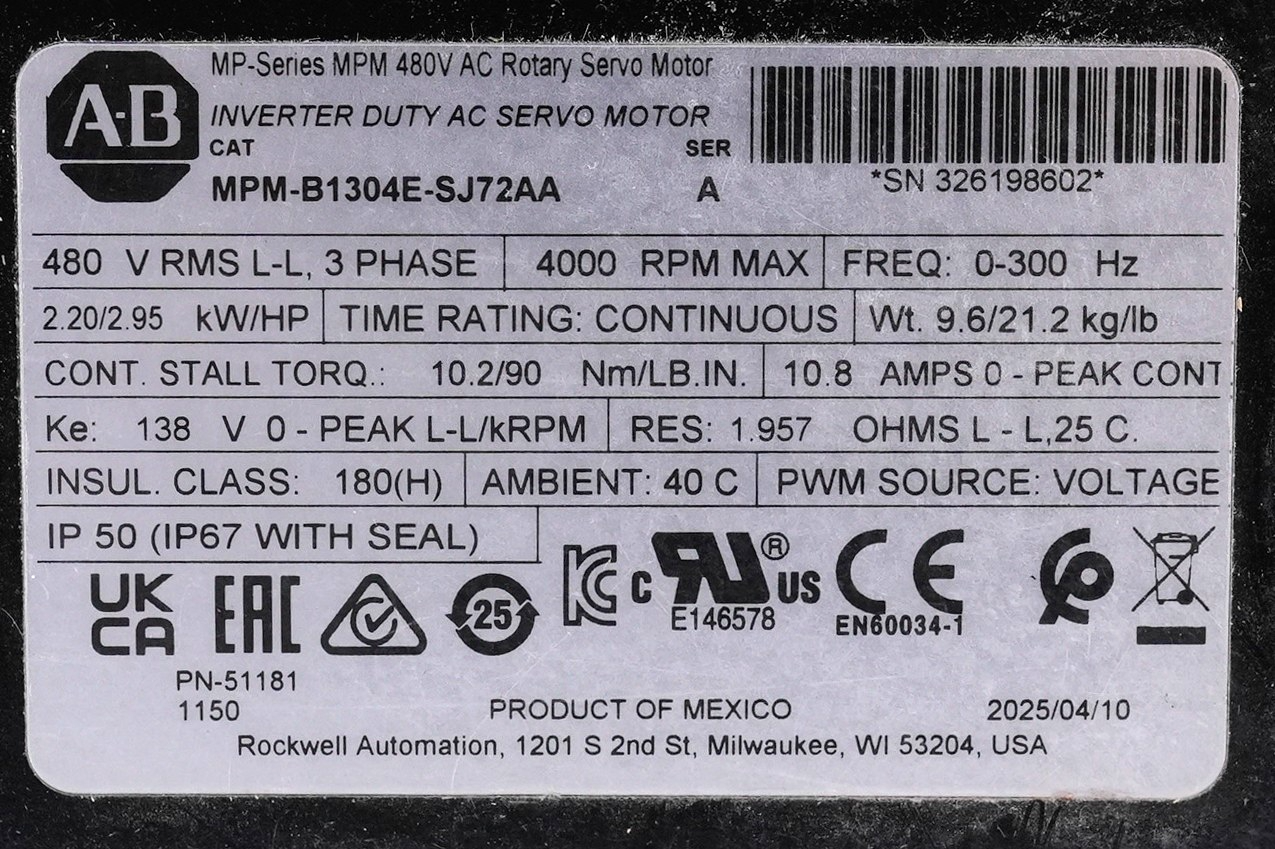 A-B
MP-Series MPM 480V AC Rotary Servo Motor
INVERTER DUTY AC SERVO MOTOR
CAT SER
MPM-B1304E-SJ72AA A
*SN 326198602*
480 V RMS L-L, 3 PHASE 4000 RPM MAX FREQ: 0-300 Hz
2.20/2.95 kW/HP TIME RATING: CONTINUOUS Wt. 9.6/21.2 kg/lb
CONT. STALL TORQ.: 10.2/90 Nm/LB.IN. 10.8 AMPS 0 - PEAK CONT.
Ke: 138 V 0 - PEAK L-L/kRPM RES: 1.957 OHMS L - L,25 C.
INSUL. CLASS: 180(H) AMBIENT: 40 C PWM SOURCE: VOLTAGE
IP 50 (IP67 WITH SEAL)
UK
CA
EAC
25
KC
c RU ® US
E146578
CE
EN60034-1
PN-51181
1150 PRODUCT OF MEXICO 2025/04/10
Rockwell Automation, 1201 S 2nd St, Milwaukee, WI 53204, USA